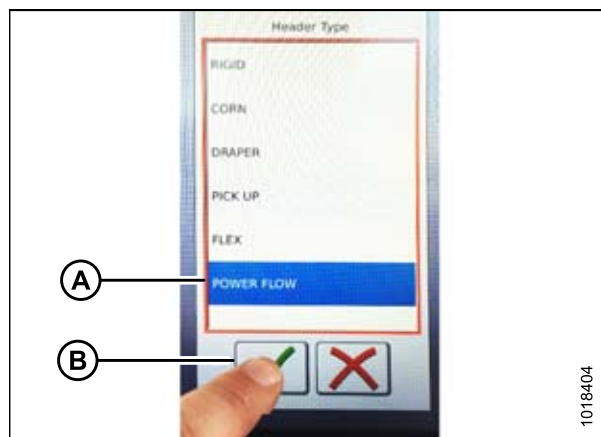 Header Type
RIGID
CORN
DRAPER
PICK UP
FLEX
A
POWER FLOW
B
1018404